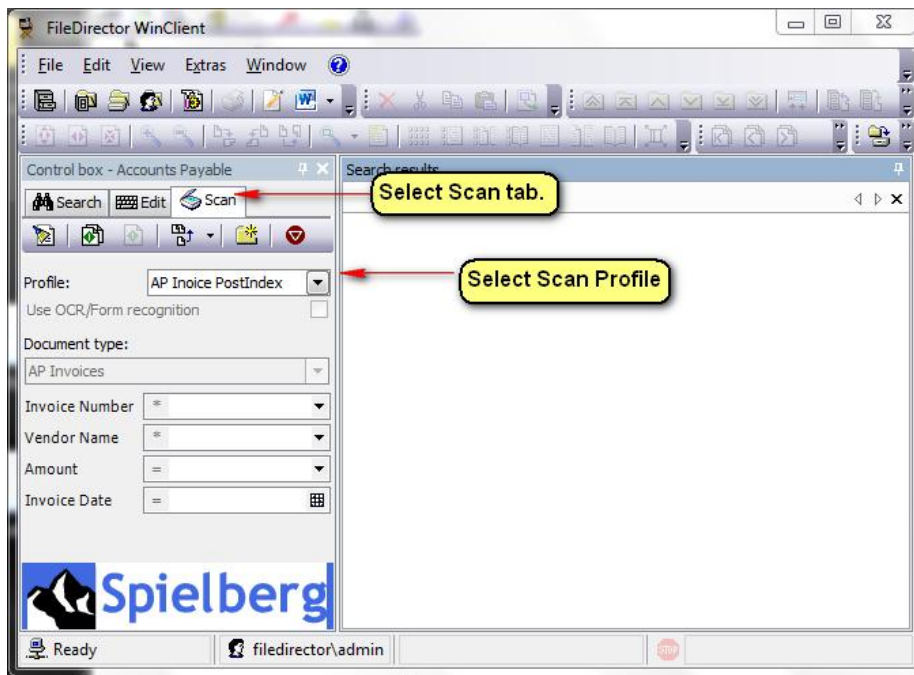 FileDirector WinClient
File Edit View Extras Window
Control box - Accounts Payable
Search results
Search Edit Scan
Select Scan tab.
Profile: AP Inoice PostIndex
Select Scan Profile
Use OCR/Form recognition
Document type:
AP Invoices
Invoice Number *
Vendor Name *
Amount =
Invoice Date =
Spielberg
Ready
filedirector\admin
STOP